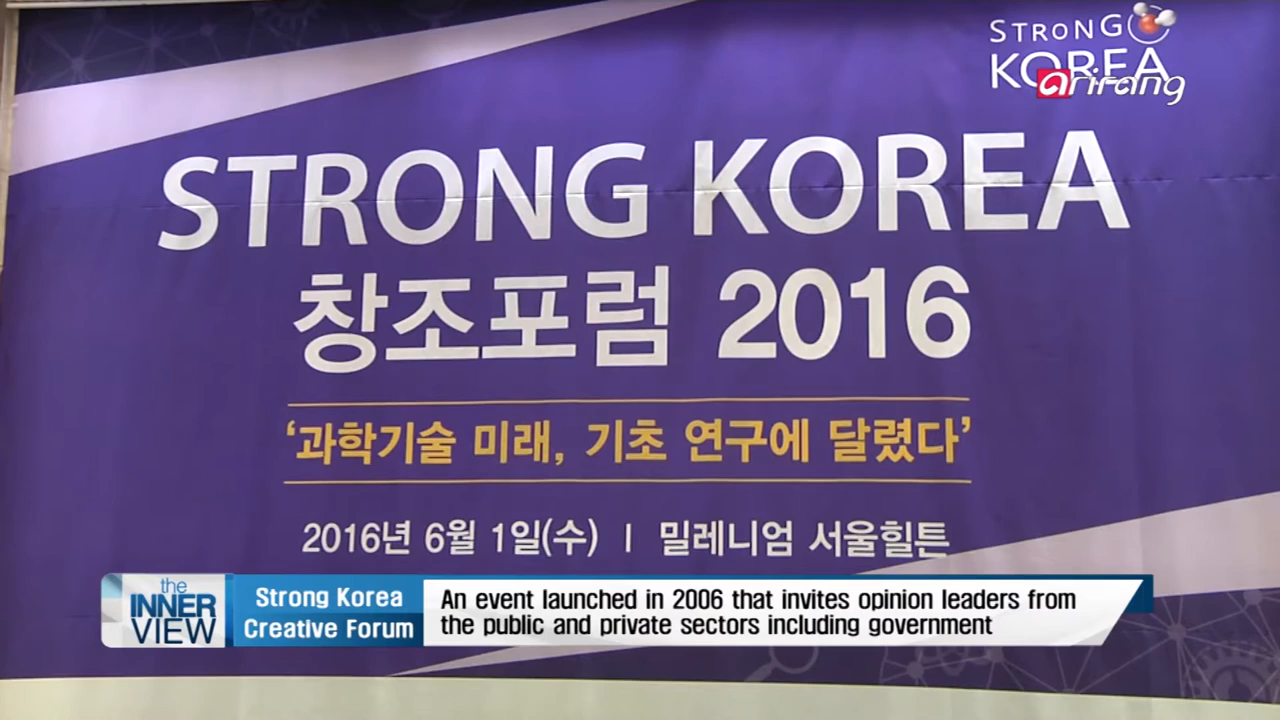 STRONG
KOREA
arirang
STRONG KOREA
창조포럼 2016
‘과학기술 미래, 기초 연구에 달렸다’
2016년 6월 1일(수) | 밀레니엄 서울힐튼
the
INNER
VIEW
Strong Korea
Creative Forum
An event launched in 2006 that invites opinion leaders from
the public and private sectors including government